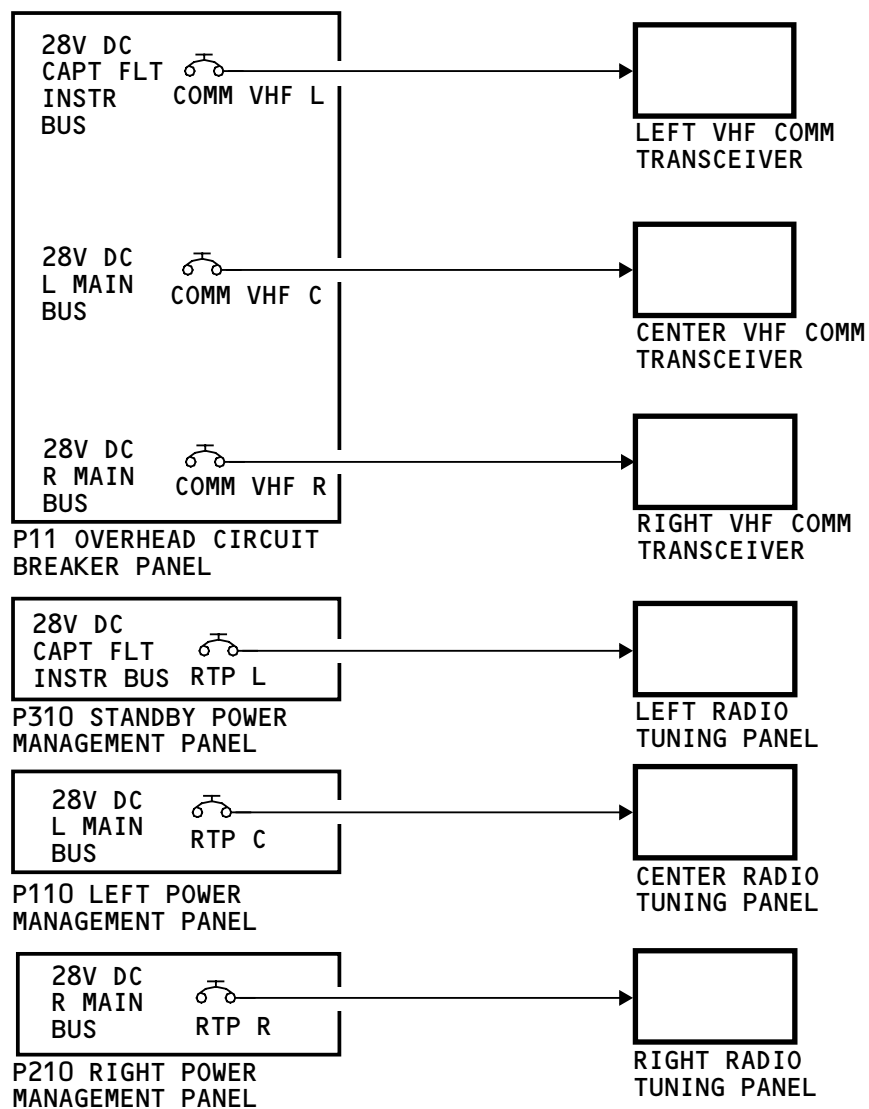 28V DC
CAPT FLT
INSTR
BUS
COMM VHF L
LEFT VHF COMM
TRANSCEIVER
28V DC
L MAIN
BUS
COMM VHF C
CENTER VHF COMM
TRANSCEIVER
28V DC
R MAIN
BUS
COMM VHF R
RIGHT VHF COMM
TRANSCEIVER
P11 OVERHEAD CIRCUIT
BREAKER PANEL
28V DC
CAPT FLT
INSTR BUS
RTP L
LEFT RADIO
TUNING PANEL
P310 STANDBY POWER
MANAGEMENT PANEL
28V DC
L MAIN
BUS
RTP C
CENTER RADIO
TUNING PANEL
P110 LEFT POWER
MANAGEMENT PANEL
28V DC
R MAIN
BUS
RTP R
RIGHT RADIO
TUNING PANEL
P210 RIGHT POWER
MANAGEMENT PANEL